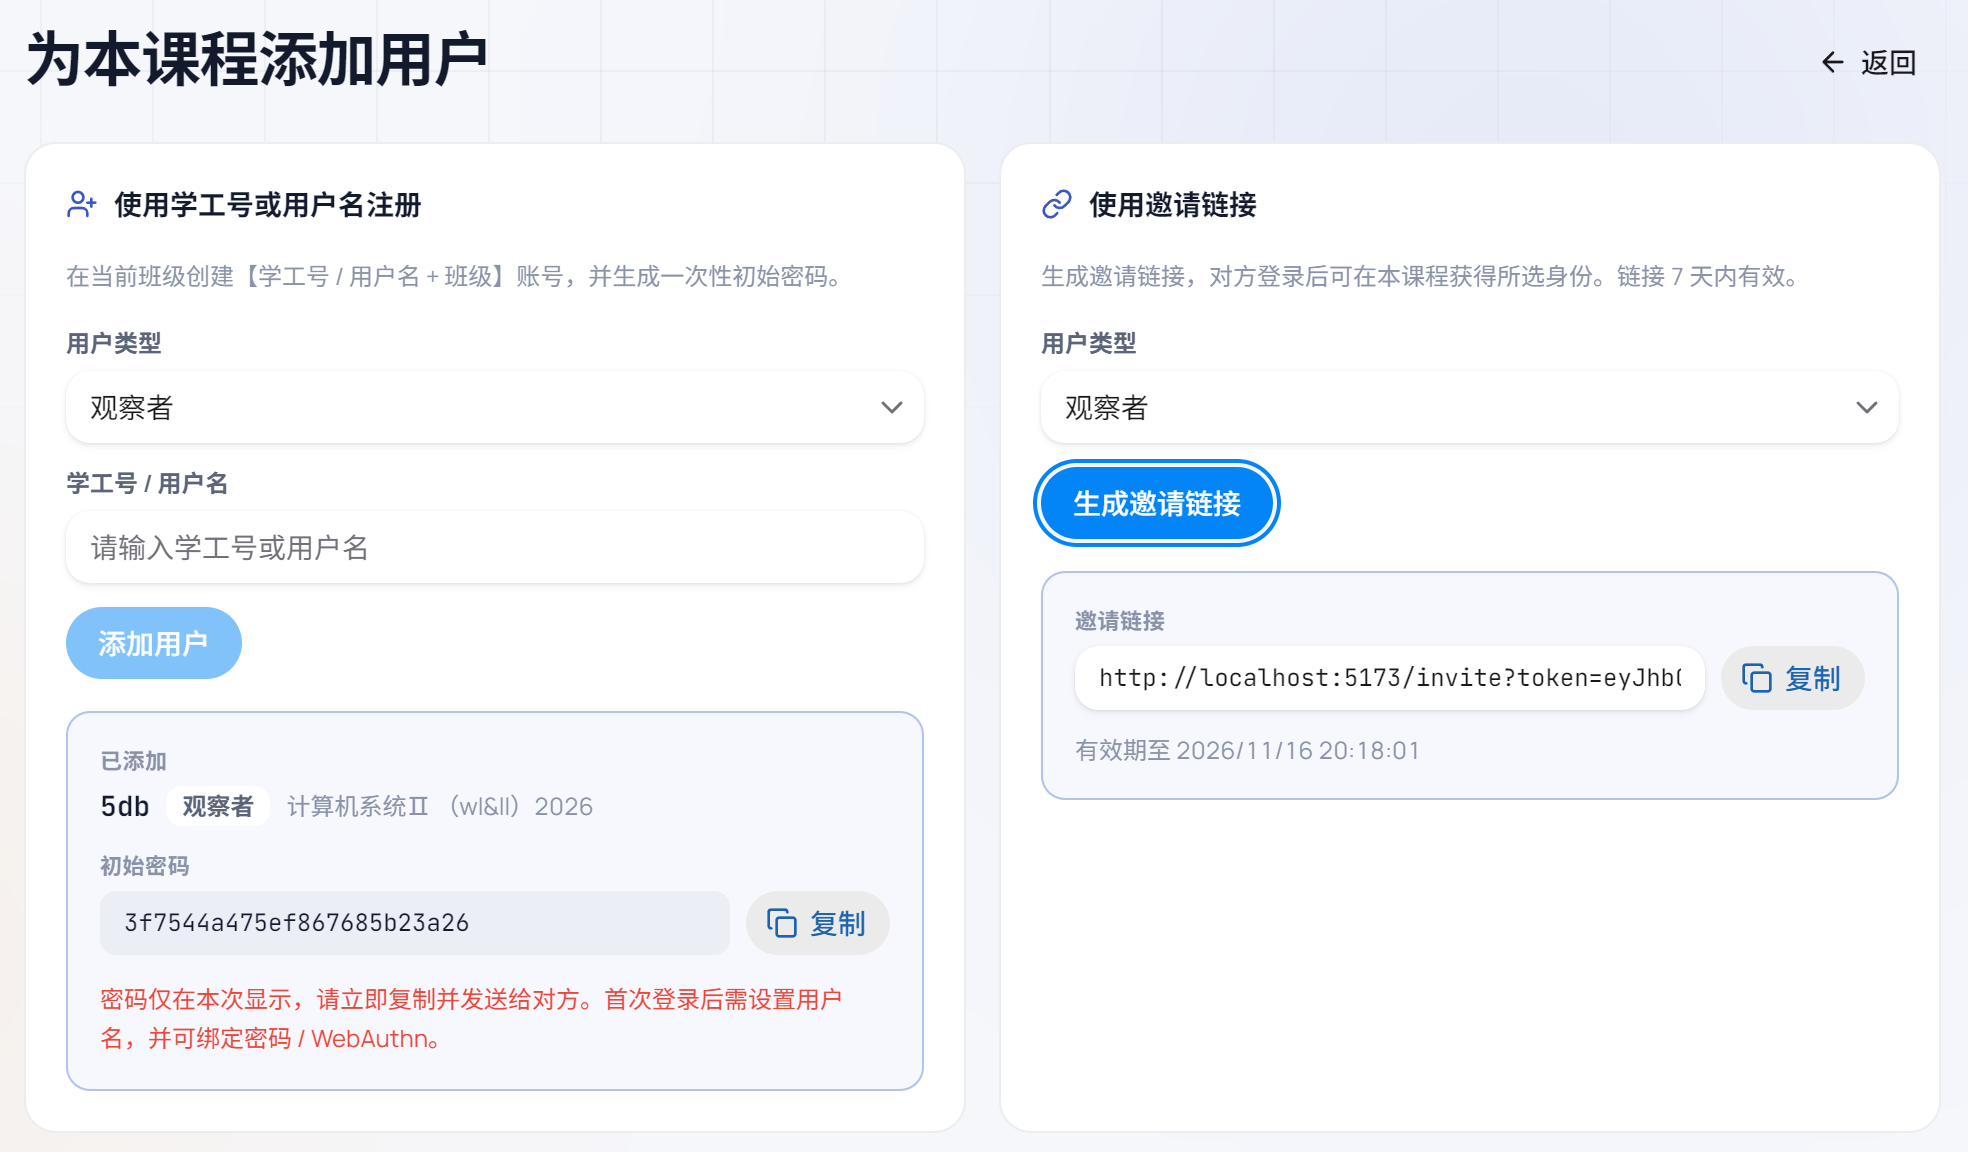 为本课程添加用户
返回
使用学工号或用户名注册
在当前班级创建【学工号 / 用户名 + 班级】账号，并生成一次性初始密码。
用户类型
观察者
学工号 / 用户名
请输入学工号或用户名
添加用户
已添加
5db 观察者 计算机系统Ⅱ （wl&ll）2026
初始密码
3f7544a475ef867685b23a26
复制
密码仅在本次显示，请立即复制并发送给对方。首次登录后需设置用户
名，并可绑定密码 / WebAuthn。
使用邀请链接
生成邀请链接，对方登录后可在本课程获得所选身份。链接 7 天内有效。
用户类型
观察者
生成邀请链接
邀请链接
http://localhost:5173/invite?token=eyJhb
复制
有效期至 2026/11/16 20:18:01